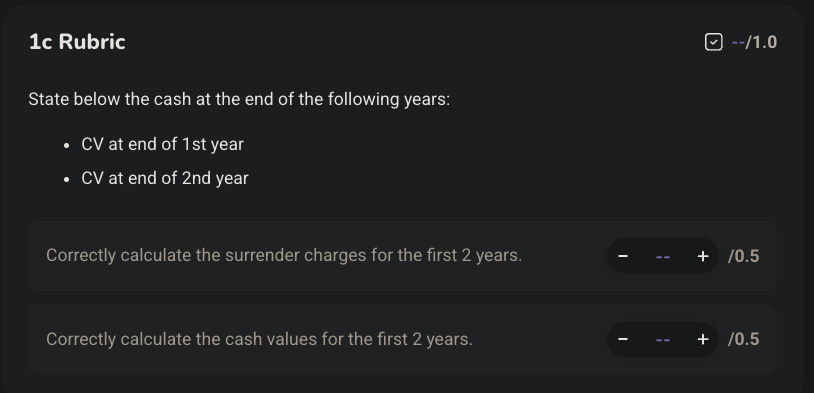 1c Rubric
--/1.0
State below the cash at the end of the following years:
• CV at end of 1st year
• CV at end of 2nd year
Correctly calculate the surrender charges for the first 2 years.
− -- + /0.5
Correctly calculate the cash values for the first 2 years.
− -- + /0.5